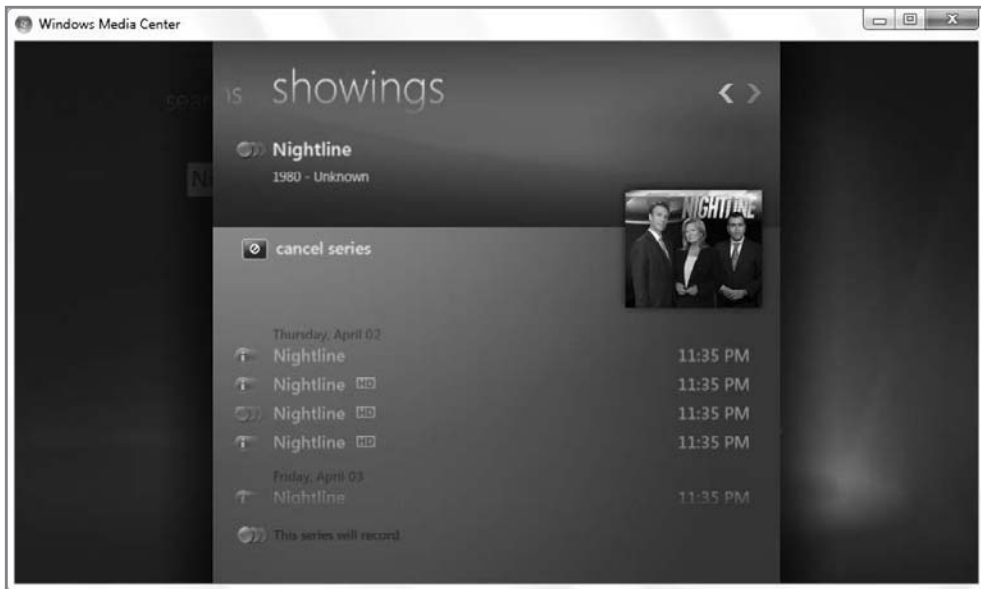 Windows Media Center
showings
Nightline
1980 - Unknown
NIGHTLINE
cancel series
Thursday, April 02
Nightline 11:35 PM
Nightline HD 11:35 PM
Nightline HD 11:35 PM
Nightline HD 11:35 PM
Friday, April 03
Nightline 11:35 PM
This series will record.